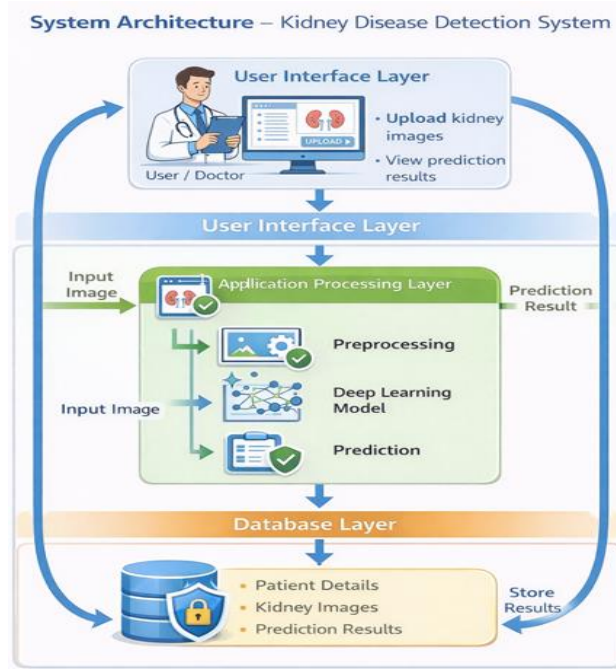 System Architecture – Kidney Disease Detection System
User Interface Layer
• Upload kidney
images
• View prediction
results
UPLOAD
User / Doctor
User Interface Layer
Input
Image
Application Processing Layer
Prediction
Result
Preprocessing
Input Image
Deep Learning
Model
Prediction
Database Layer
• Patient Details
• Kidney Images
• Prediction Results
Store
Results